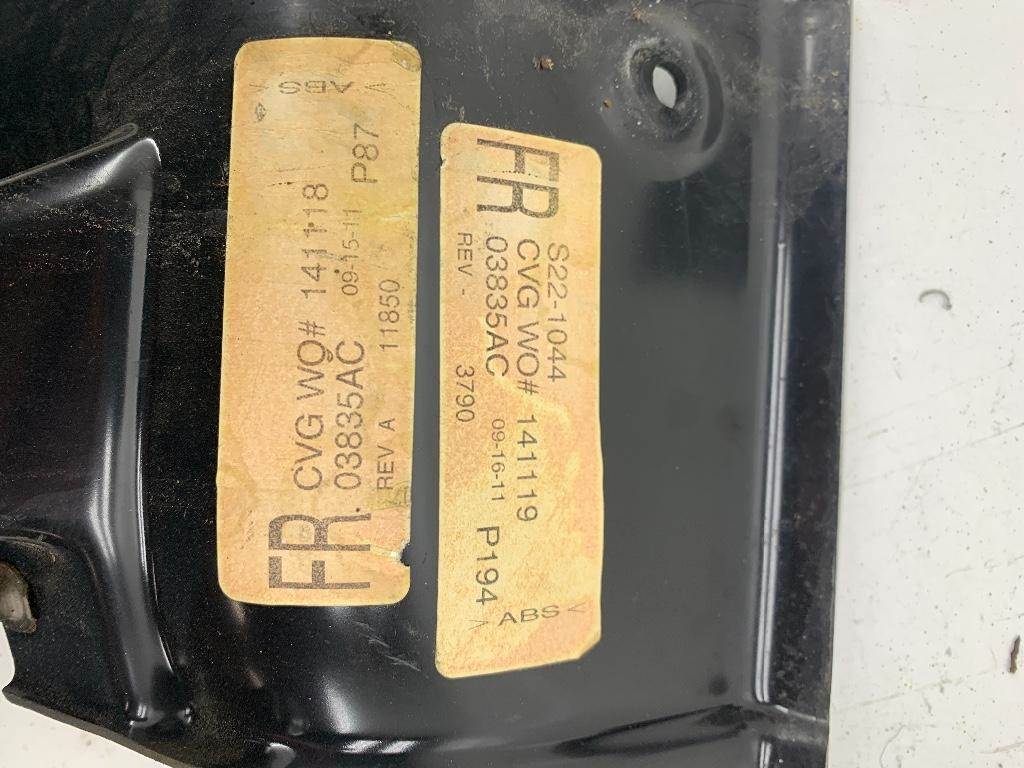 FR
CVG WO# 141118
03835AC 09-15-11 P87
REV A 11850
> ABS <
FR
S22-1044
CVG WO# 141119
03835AC 09-16-11 P194
REV - 3790
> ABS <